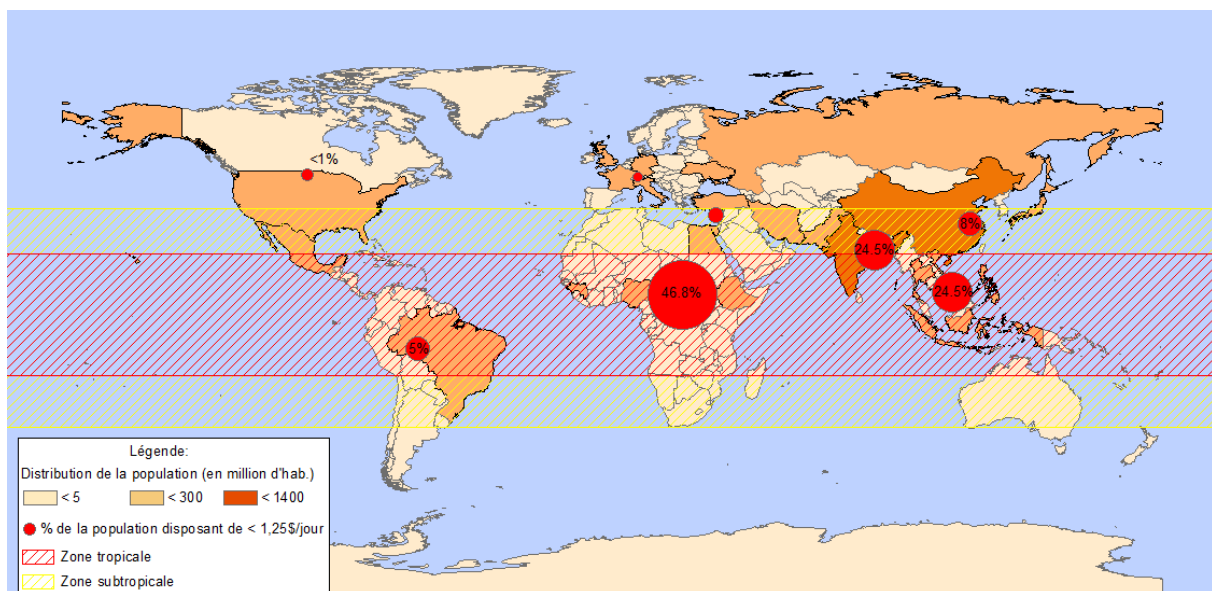 <1%
8%
24.5%
46.8%
24.5%
5%
Légende:
Distribution de la population (en million d'hab.)
< 5 < 300 < 1400
% de la population disposant de < 1,25$/jour
Zone tropicale
Zone subtropicale